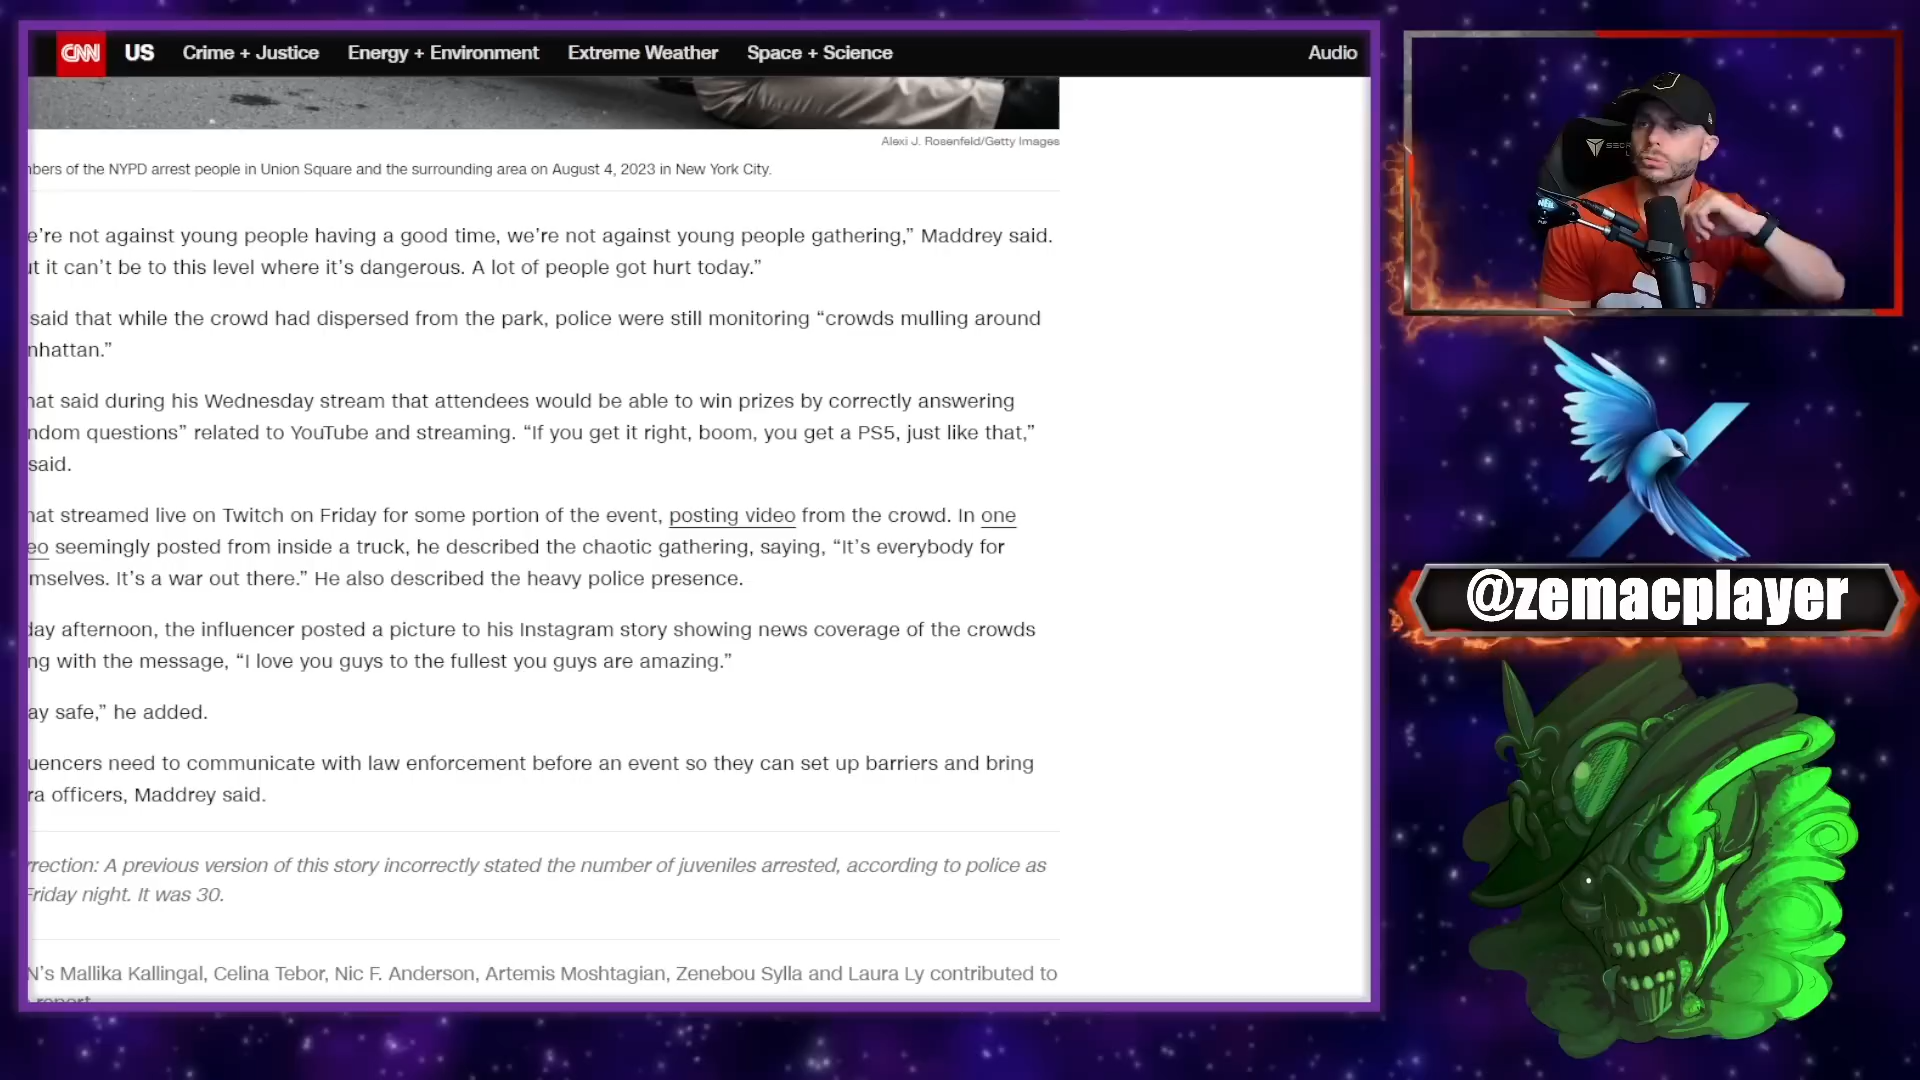 CNN US Crime + Justice Energy + Environment Extreme Weather Space + Science Audio
Alexi J. Rosenfeld/Getty Images
nbers of the NYPD arrest people in Union Square and the surrounding area on August 4, 2023 in New York City.
e’re not against young people having a good time, we’re not against young people gathering,” Maddrey said.
ut it can’t be to this level where it’s dangerous. A lot of people got hurt today.”
said that while the crowd had dispersed from the park, police were still monitoring “crowds mulling around
nhattan.”
nat said during his Wednesday stream that attendees would be able to win prizes by correctly answering
ndom questions” related to YouTube and streaming. “If you get it right, boom, you get a PS5, just like that,”
said.
nat streamed live on Twitch on Friday for some portion of the event, posting video from the crowd. In one
eo seemingly posted from inside a truck, he described the chaotic gathering, saying, “It’s everybody for
mselves. It’s a war out there.” He also described the heavy police presence.
day afternoon, the influencer posted a picture to his Instagram story showing news coverage of the crowds
ng with the message, “I love you guys to the fullest you guys are amazing.”
ay safe,” he added.
uencers need to communicate with law enforcement before an event so they can set up barriers and bring
ra officers, Maddrey said.
rrection: A previous version of this story incorrectly stated the number of juveniles arrested, according to police as
Friday night. It was 30.
N’s Mallika Kallingal, Celina Tebor, Nic F. Anderson, Artemis Moshtagian, Zenebou Sylla and Laura Ly contributed to
report
@zemacplayer